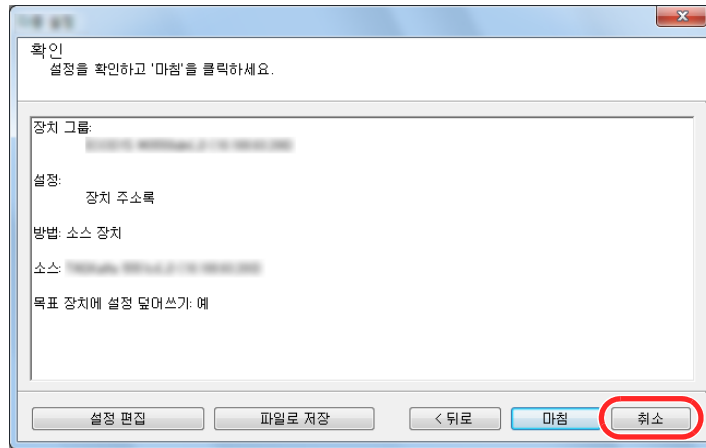 확인
설정을 확인하고 '마침'을 클릭하세요.
장치 그룹:
설정:
장치 주소록
방법: 소스 장치
소스:
목표 장치에 설정 덮어쓰기: 예
설정 편집
파일로 저장
< 뒤로
마침
취소